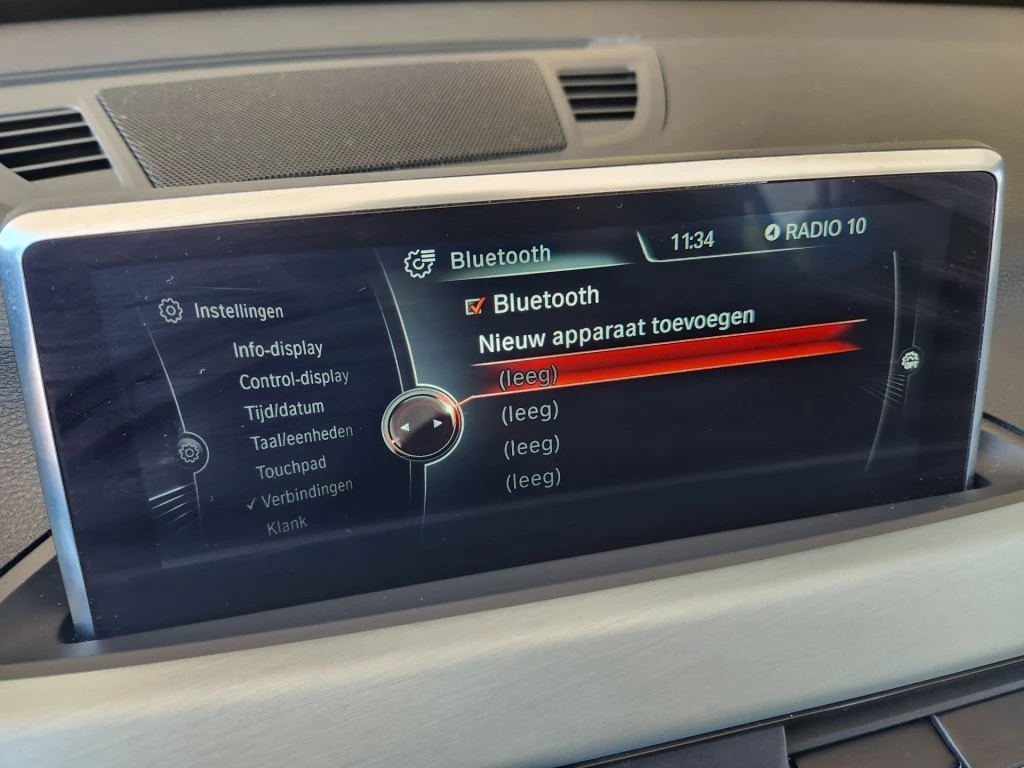 Bluetooth
11:34
RADIO 10
Instellingen
Info-display
Control-display
Tijd/datum
Taal/eenheden
Touchpad
Verbindingen
Klank
Bluetooth
Nieuw apparaat toevoegen
(leeg)
(leeg)
(leeg)
(leeg)